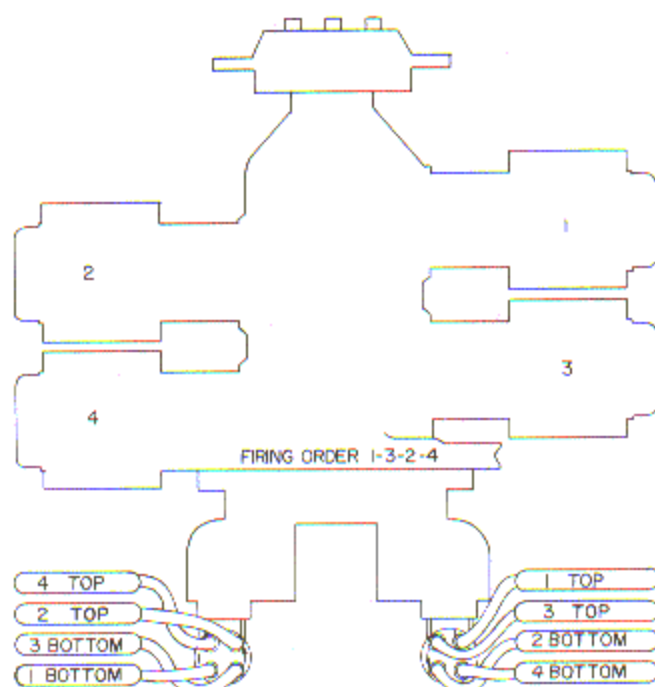 1
2
3
4
FIRING ORDER 1-3-2-4
4 TOP
2 TOP
3 BOTTOM
1 BOTTOM
1 TOP
3 TOP
2 BOTTOM
4 BOTTOM